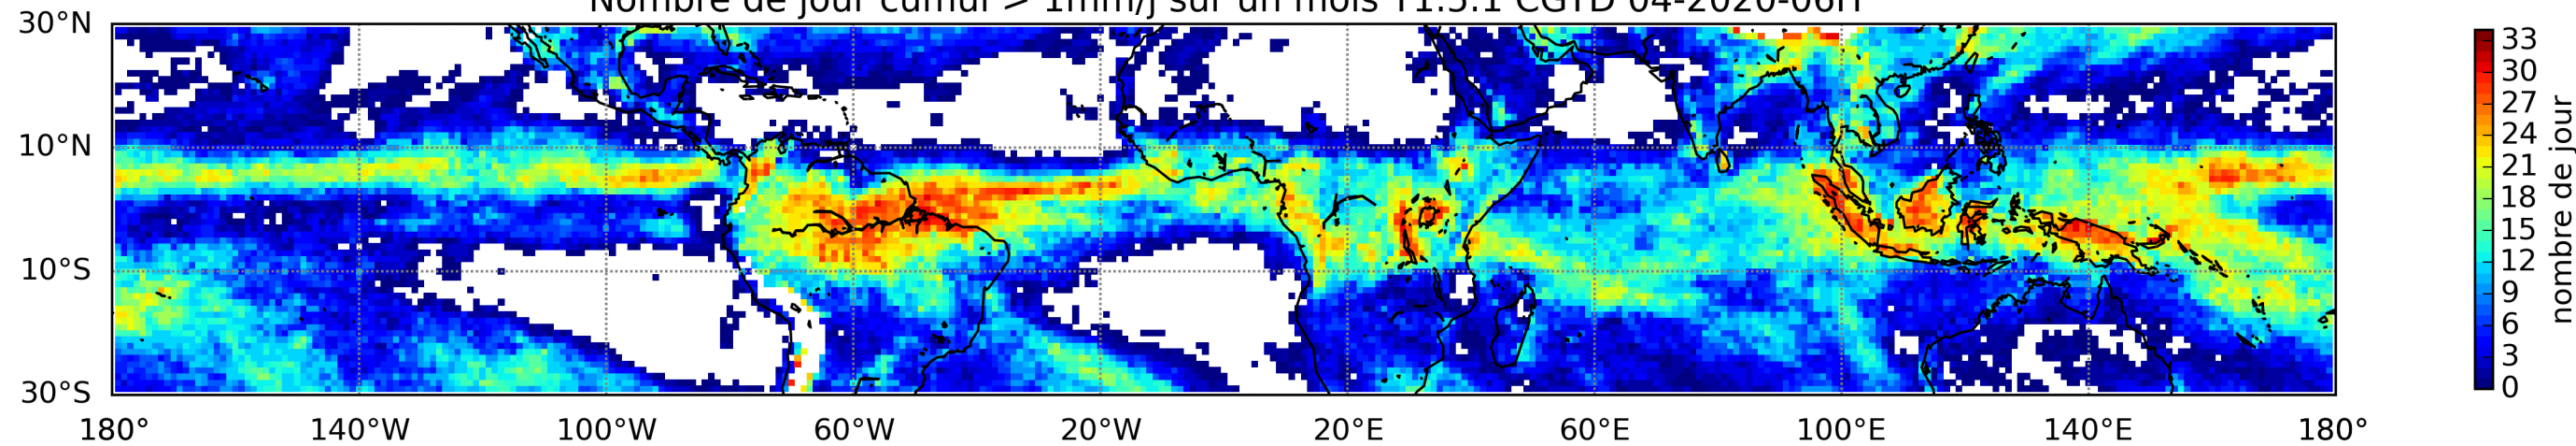 Nombre de jour cumul > 1mm/j sur un mois T1.5.1 CGTD 04-2020-06H
30°N
10°N
10°S
30°S
180° 140°W 100°W 60°W 20°W 20°E 60°E 100°E 140°E 180°
33
30
27
24
21
18
15
12
9
6
3
0
nombre de jour